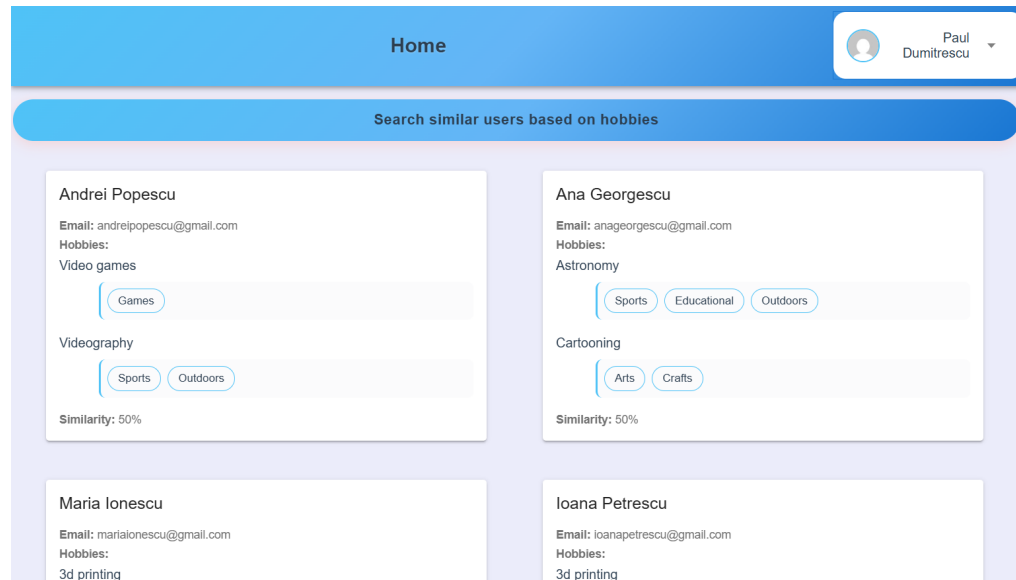 Home
Paul
Dumitrescu
Search similar users based on hobbies
Andrei Popescu
Email: andreipopescu@gmail.com
Hobbies:
Video games
Games
Videography
Sports Outdoors
Similarity: 50%
Ana Georgescu
Email: anageorgescu@gmail.com
Hobbies:
Astronomy
Sports Educational Outdoors
Cartooning
Arts Crafts
Similarity: 50%
Maria Ionescu
Email: mariaionescu@gmail.com
Hobbies:
3d printing
Ioana Petrescu
Email: ioanapetrescu@gmail.com
Hobbies:
3d printing